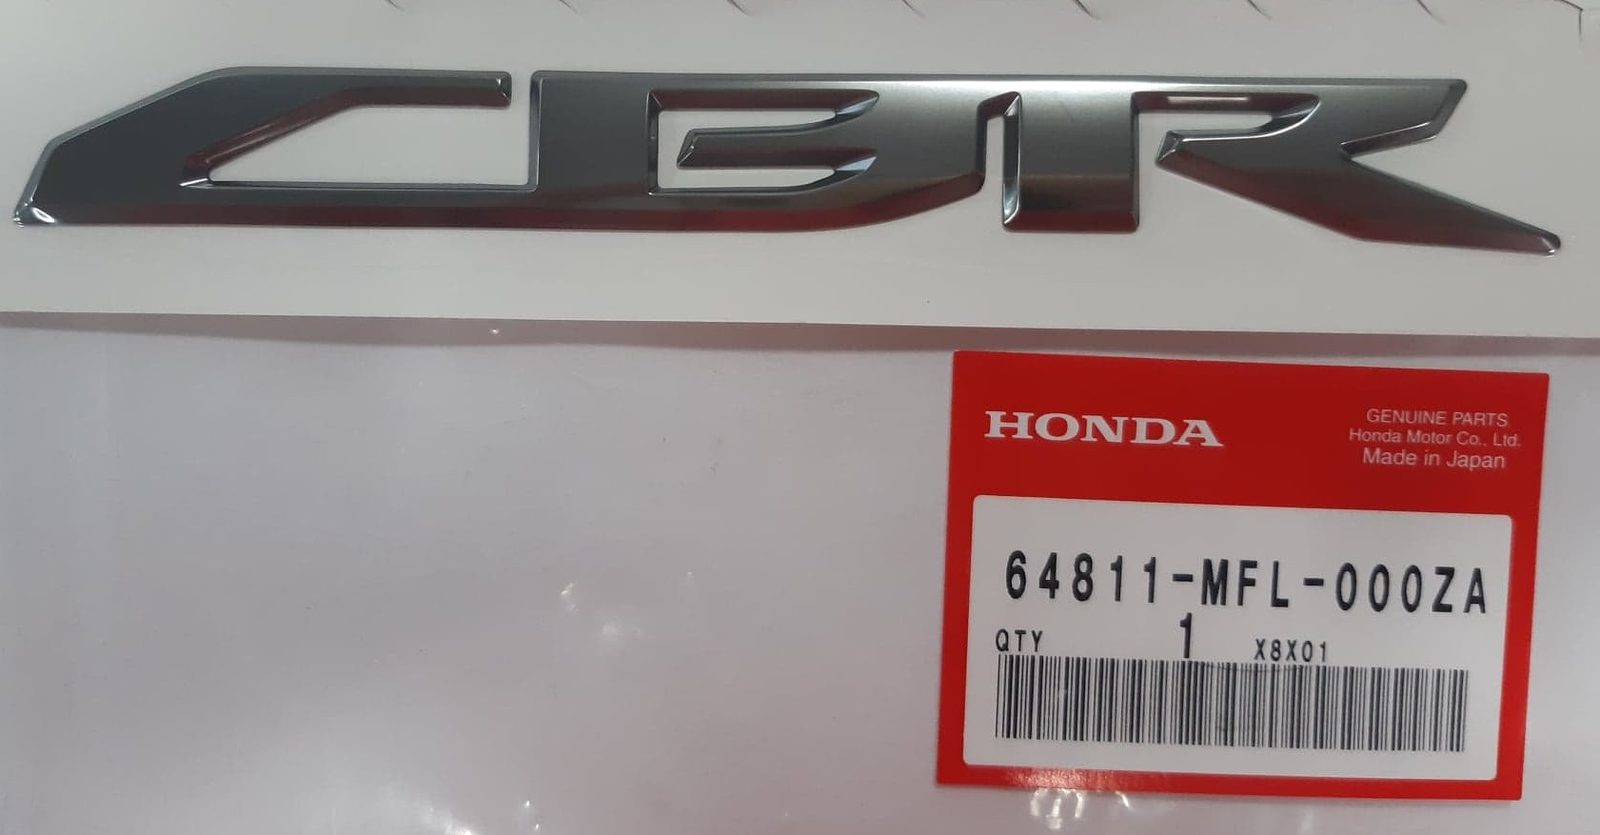 CBR
HONDA
GENUINE PARTS
Honda Motor Co., Ltd.
Made in Japan
64811-MFL-000ZA
QTY 1 X8X01